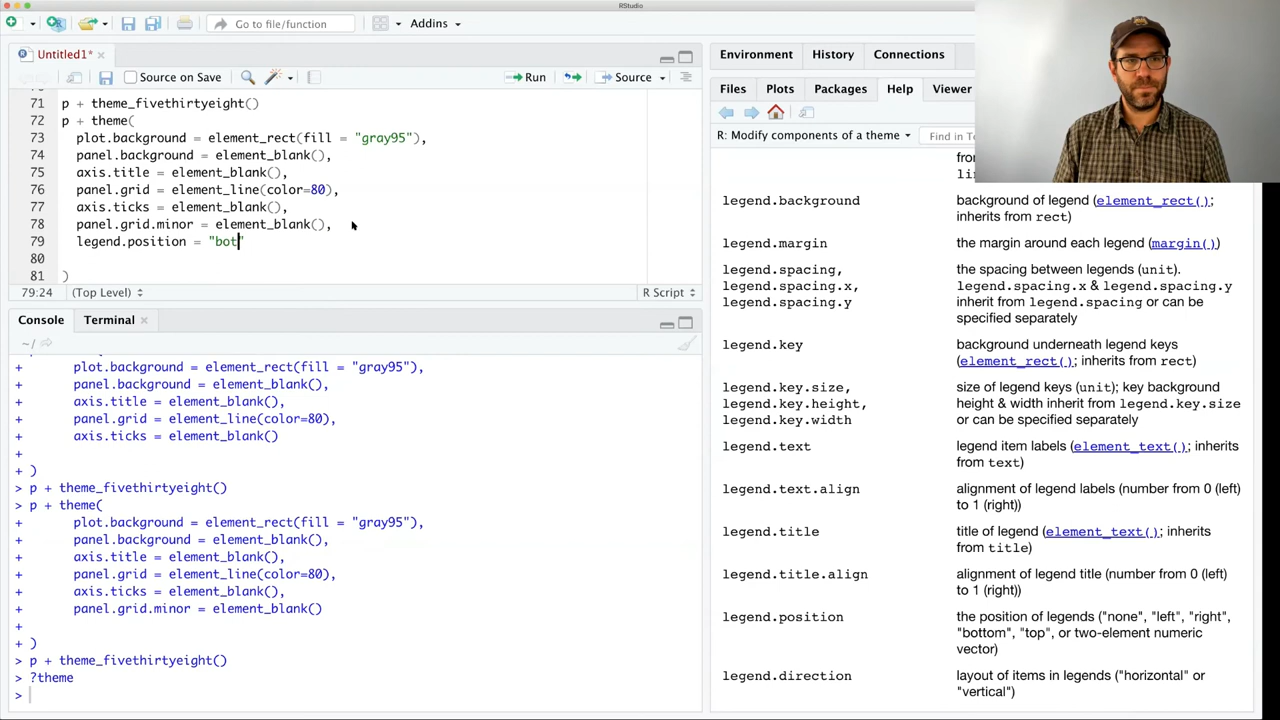 RStudio
Go to file/function
Addins
Untitled1*
Source on Save
Run
Source
71 p + theme_fivethirtyeight()
72 p + theme(
73 plot.background = element_rect(fill = "gray95"),
74 panel.background = element_blank(),
75 axis.title = element_blank(),
76 panel.grid = element_line(color=80),
77 axis.ticks = element_blank(),
78 panel.grid.minor = element_blank(),
79 legend.position = "bot"
80
81 )
79:24 (Top Level) R Script
Console Terminal
~/
+ plot.background = element_rect(fill = "gray95"),
+ panel.background = element_blank(),
+ axis.title = element_blank(),
+ panel.grid = element_line(color=80),
+ axis.ticks = element_blank()
+
+ )
> p + theme_fivethirtyeight()
> p + theme(
+ plot.background = element_rect(fill = "gray95"),
+ panel.background = element_blank(),
+ axis.title = element_blank(),
+ panel.grid = element_line(color=80),
+ axis.ticks = element_blank(),
+ panel.grid.minor = element_blank()
+
+ )
> p + theme_fivethirtyeight()
> ?theme
>
Environment History Connections
Files Plots Packages Help Viewer
R: Modify components of a theme Find in
from
legend.background background of legend (element_rect();
inherits from rect)
legend.margin the margin around each legend (margin())
legend.spacing, the spacing between legends (unit).
legend.spacing.x, legend.spacing.x & legend.spacing.y
legend.spacing.y inherit from legend.spacing or can be
specified separately
legend.key background underneath legend keys
(element_rect(); inherits from rect)
legend.key.size, size of legend keys (unit); key background
legend.key.height, height & width inherit from legend.key.size
legend.key.width or can be specified separately
legend.text legend item labels (element_text(); inherits
from text)
legend.text.align alignment of legend labels (number from 0 (left)
to 1 (right))
legend.title title of legend (element_text(); inherits
from title)
legend.title.align alignment of legend title (number from 0 (left)
to 1 (right))
legend.position the position of legends ("none", "left", "right",
"bottom", "top", or two-element numeric
vector)
legend.direction layout of items in legends ("horizontal" or
"vertical")